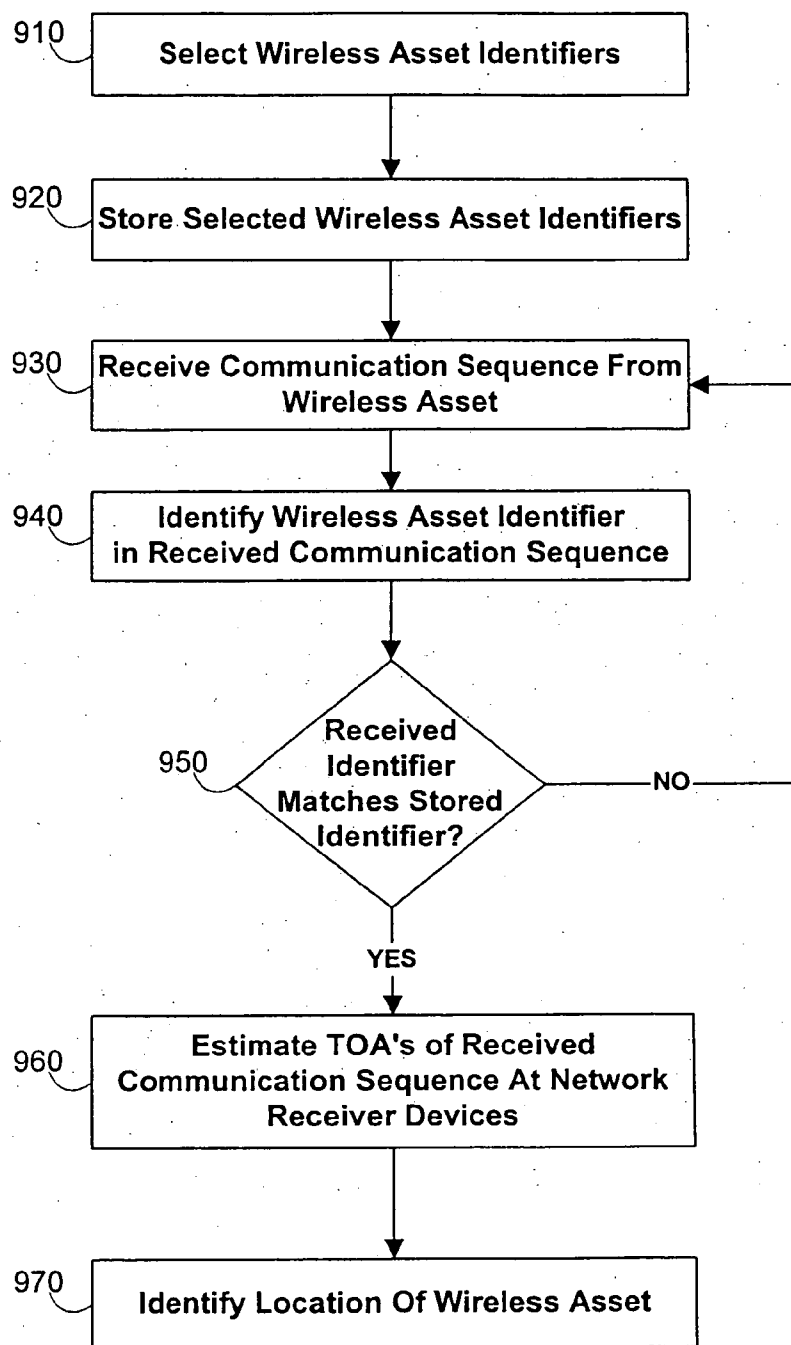 910
Select Wireless Asset Identifiers
920
Store Selected Wireless Asset Identifiers
930
Receive Communication Sequence From
Wireless Asset
940
Identify Wireless Asset Identifier
in Received Communication Sequence
950
Received
Identifier
Matches Stored
Identifier?
NO
YES
960
Estimate TOA's of Received
Communication Sequence At Network
Receiver Devices
970
Identify Location Of Wireless Asset